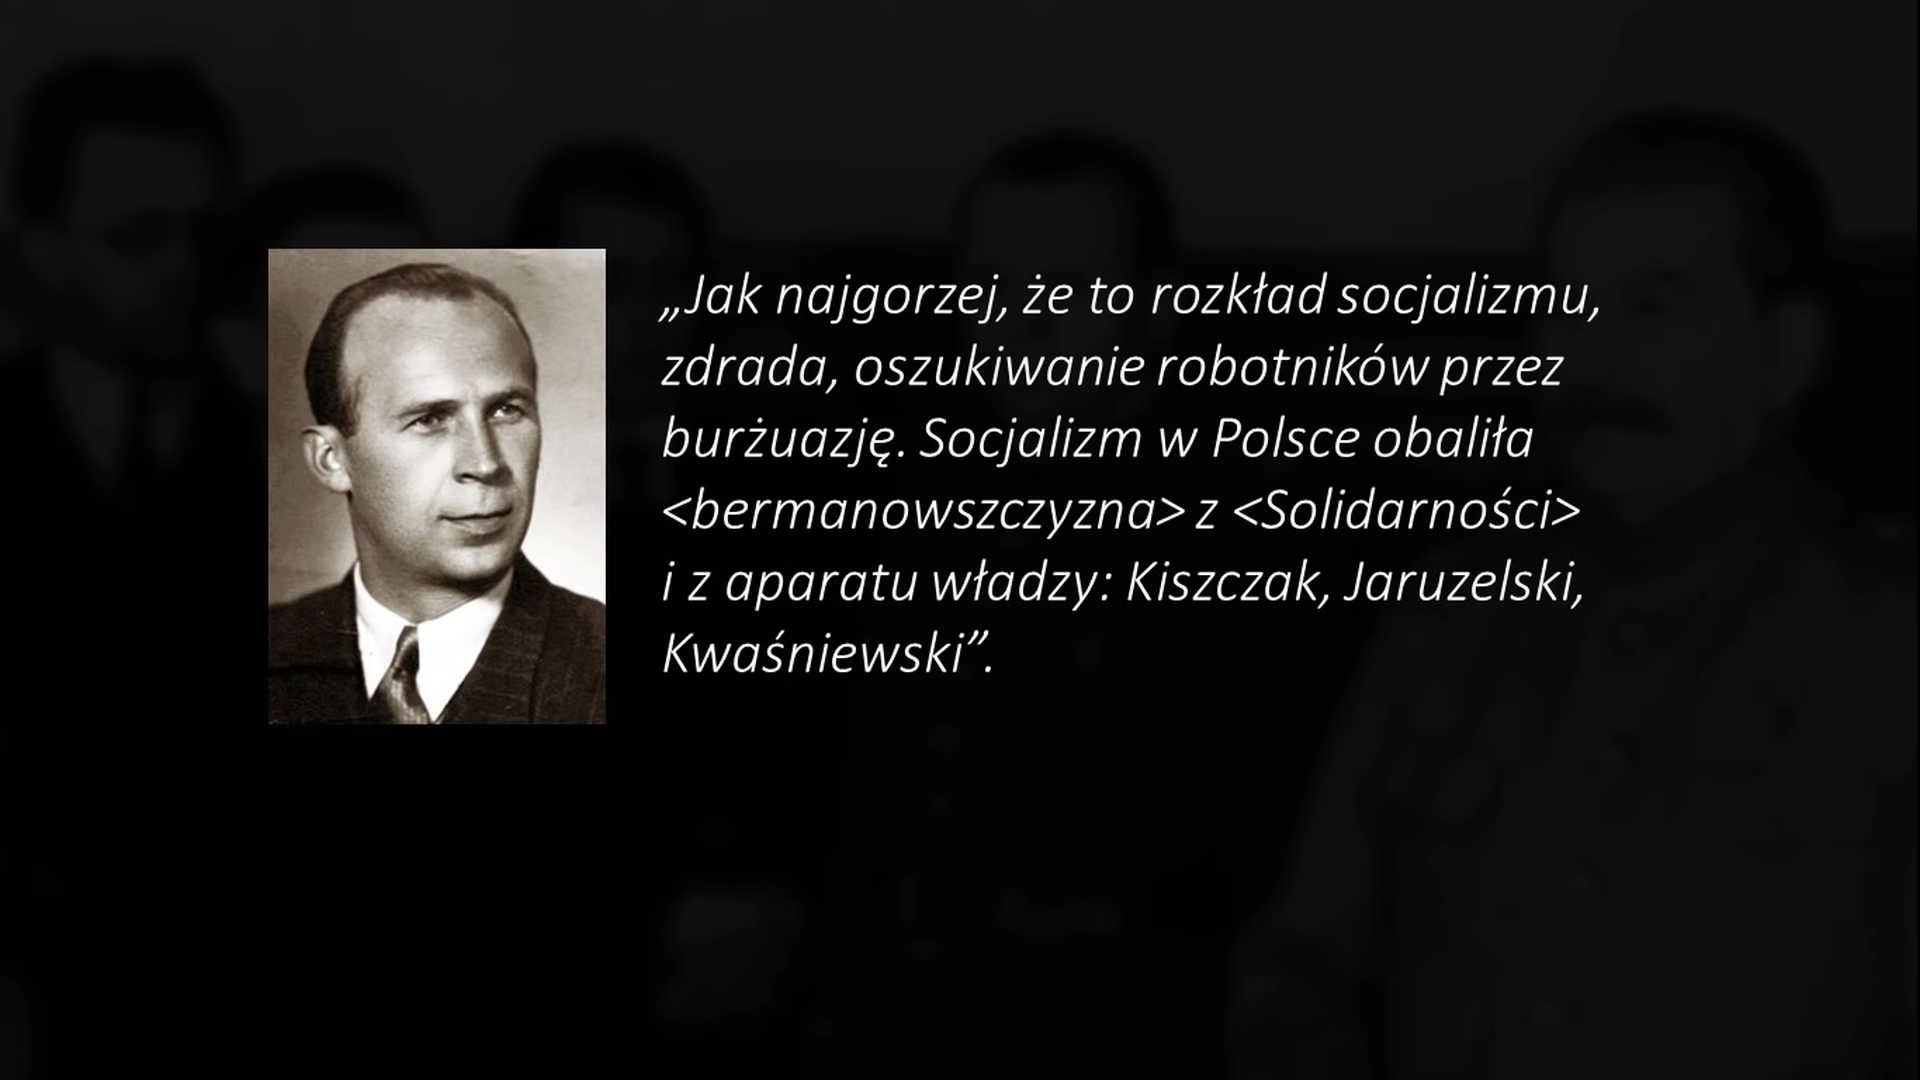 „Jak najgorzej, że to rozkład socjalizmu,
zdrada, oszukiwanie robotników przez
burżuazję. Socjalizm w Polsce obaliła
<bermanowszczyzna> z <Solidarności>
i z aparatu władzy: Kiszczak, Jaruzelski,
Kwaśniewski”.